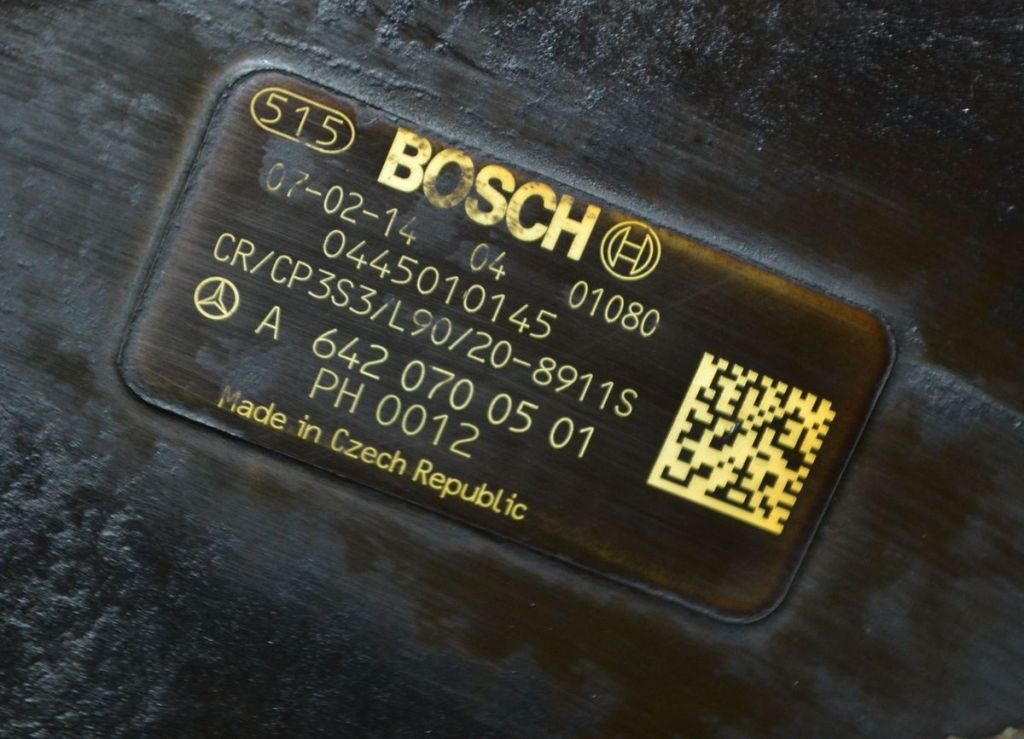 515
BOSCH
07-02-14 04 01080
0445010145
CR/CP3S3/L90/20-8911S
A 642 070 05 01
PH 0012
Made in Czech Republic